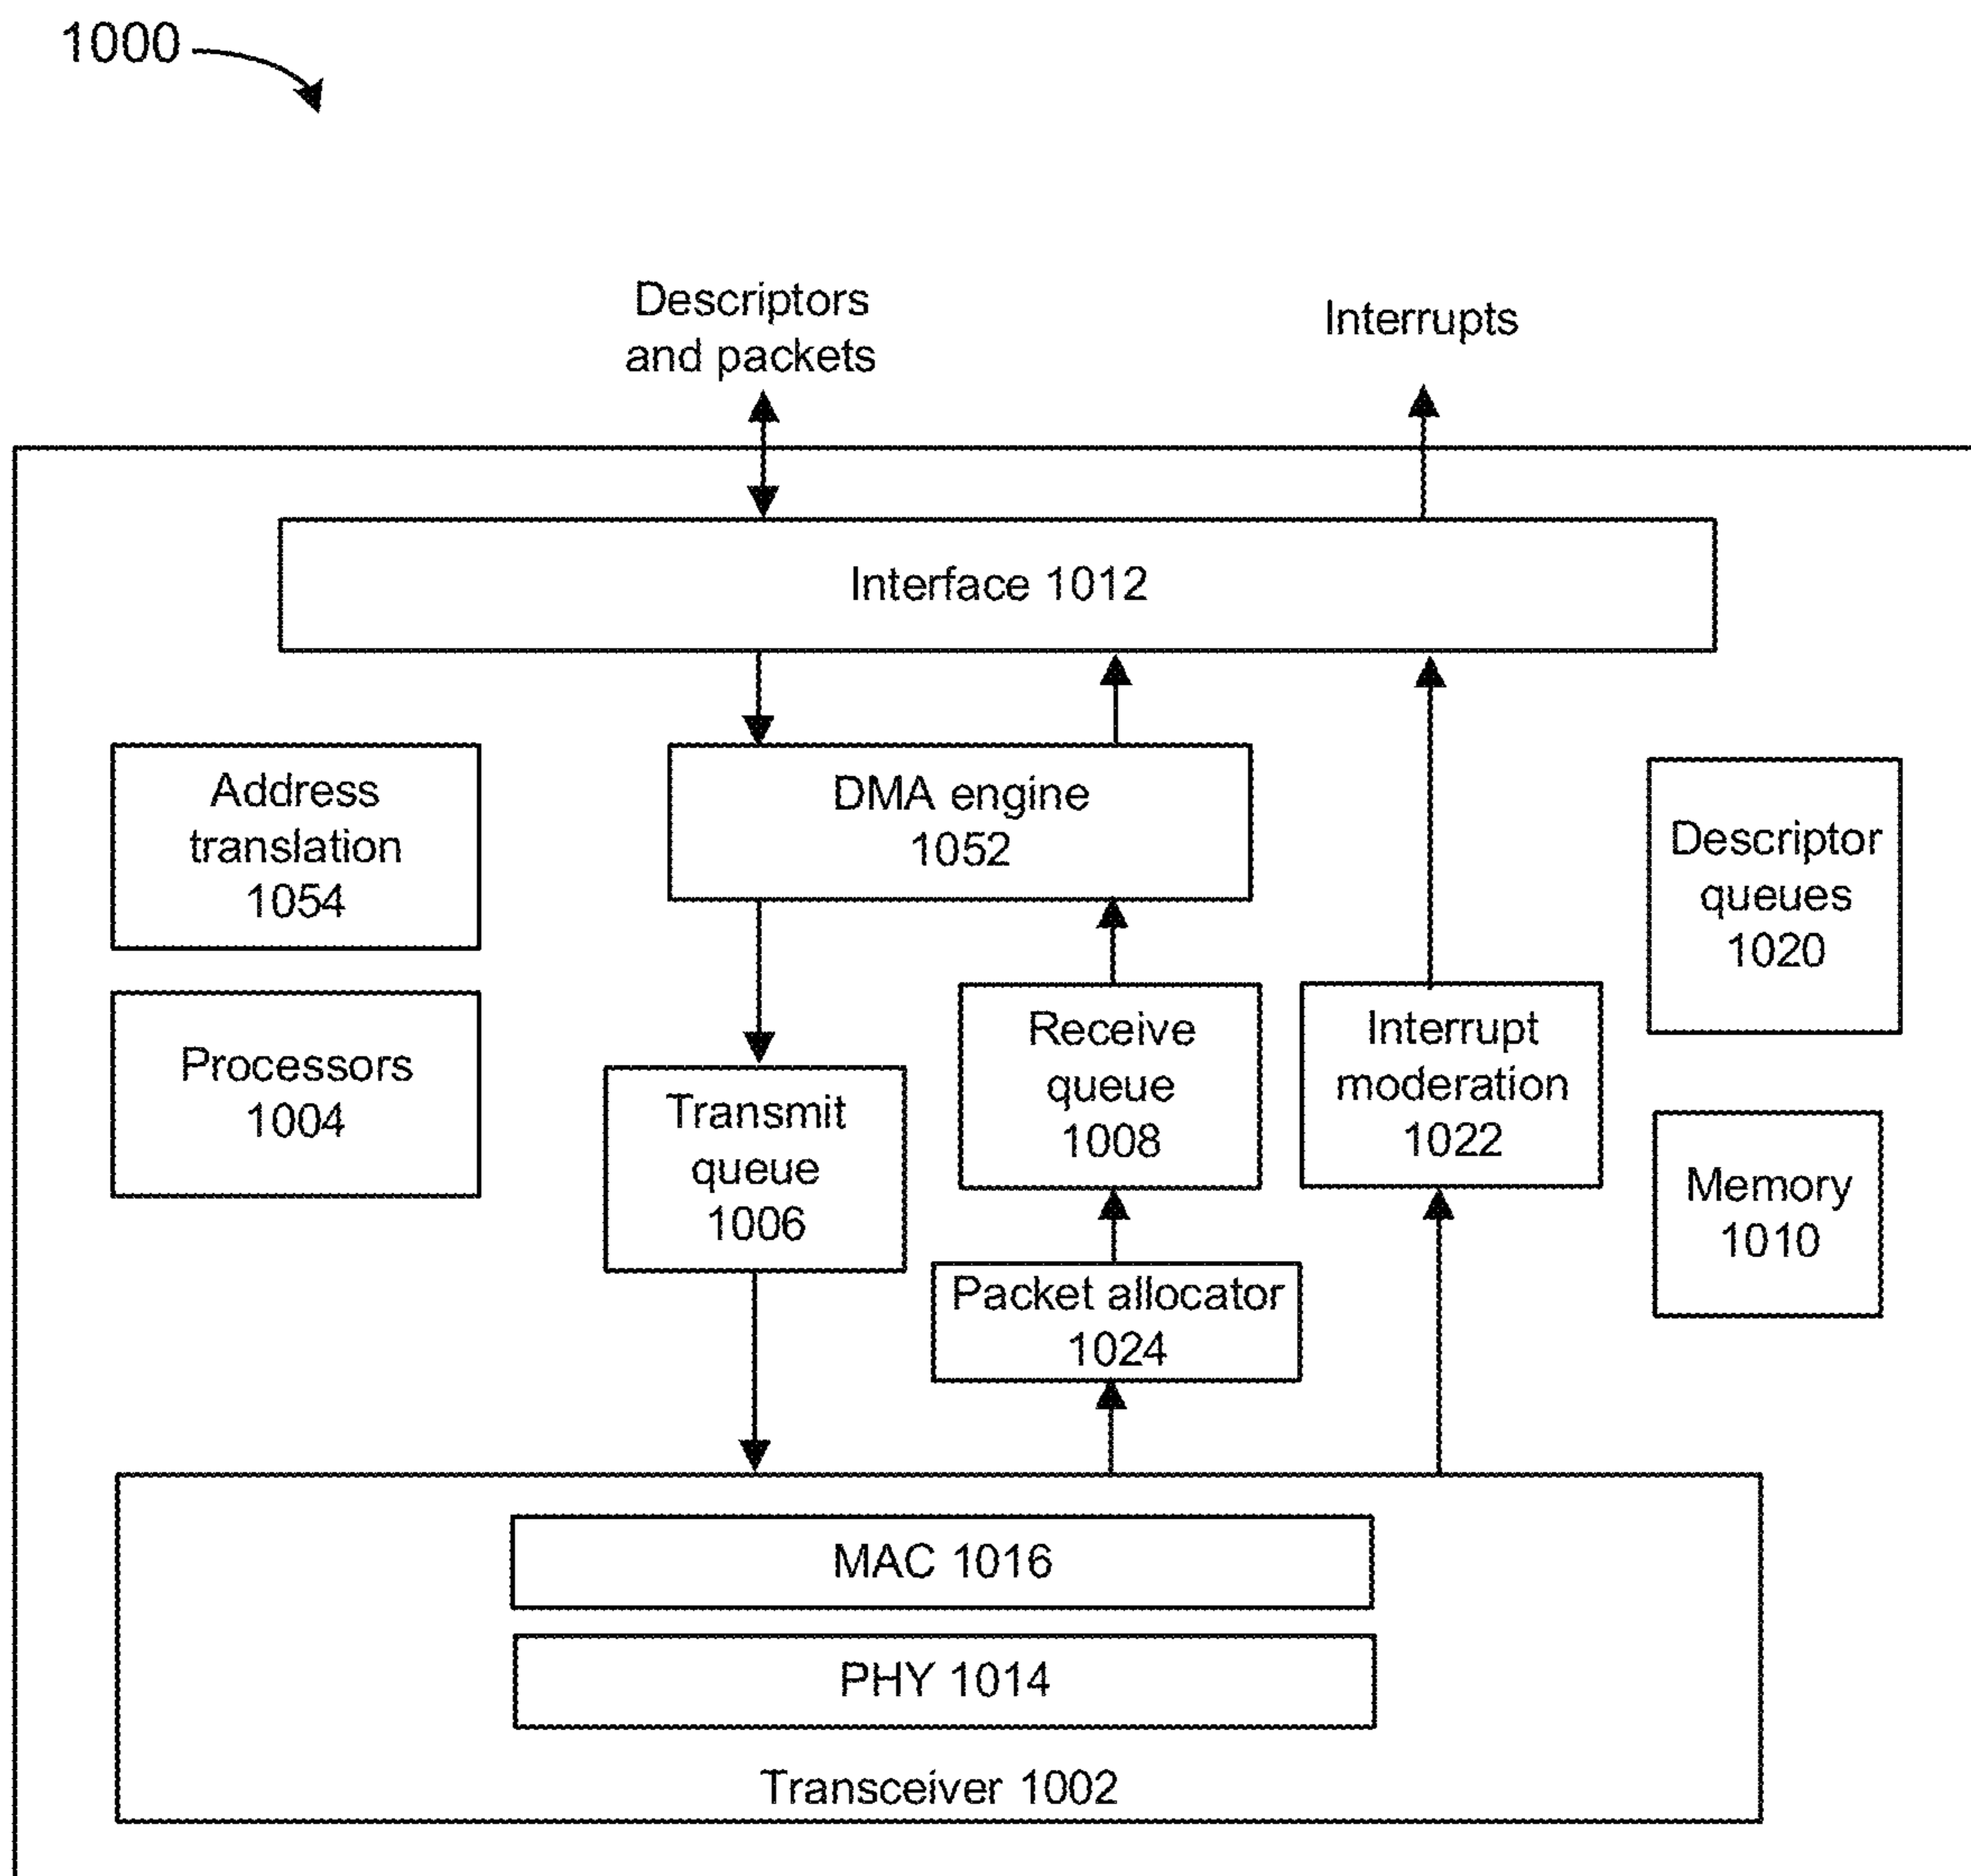 1000
Descriptors
and packets
Interrupts
Interface 1012
Address
translation
1054
DMA engine
1052
Descriptor
queues
1020
Processors
1004
Transmit
queue
1006
Receive
queue
1008
Interrupt
moderation
1022
Memory
1010
Packet allocator
1024
MAC 1016
PHY 1014
Transceiver 1002